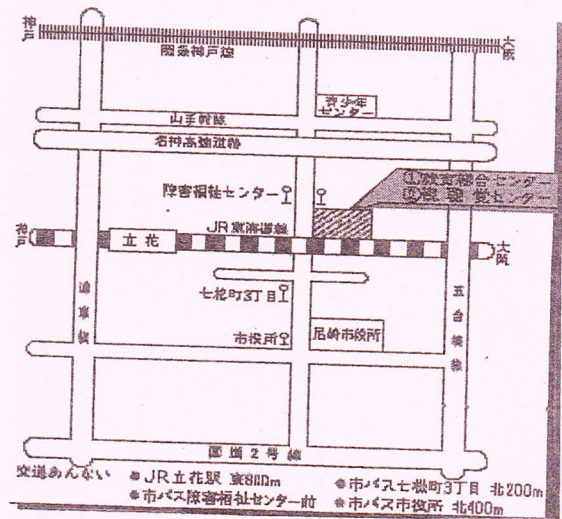 神戸
大阪
阪急神戸線
青少年
センター
山手幹線
名神高速道路
①教育総合センター
②視聴覚センター
障害福祉センター
JR東海道線
神戸
立花
大阪
七松町3丁目
五合橋線
市役所
尼崎市役所
国道2号線
交通あんない
●JR立花駅 東800m
●市バス七松町3丁目 北200m
●市バス障害福祉センター前
●市バス市役所 北400m